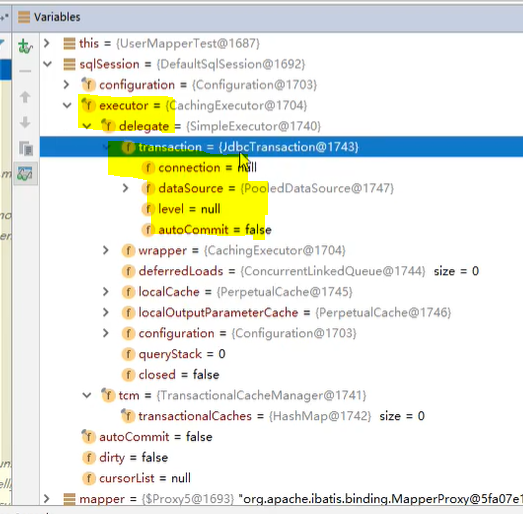 Variables
this = {UserMapperTest@1687}
sqlSession = {DefaultSqlSession@1692}
configuration = {Configuration@1703}
executor = {CachingExecutor@1704}
delegate = {SimpleExecutor@1740}
transaction = {JdbcTransaction@1743}
connection = null
dataSource = {PooledDataSource@1747}
level = null
autoCommit = false
wrapper = {CachingExecutor@1704}
deferredLoads = {ConcurrentLinkedQueue@1744} size = 0
localCache = {PerpetualCache@1745}
localOutputParameterCache = {PerpetualCache@1746}
configuration = {Configuration@1703}
queryStack = 0
closed = false
tcm = {TransactionalCacheManager@1741}
transactionalCaches = {HashMap@1742} size = 0
autoCommit = false
dirty = false
cursorList = null
mapper = {$Proxy5@1693} "org.apache.ibatis.binding.MapperProxy@5fa07e1